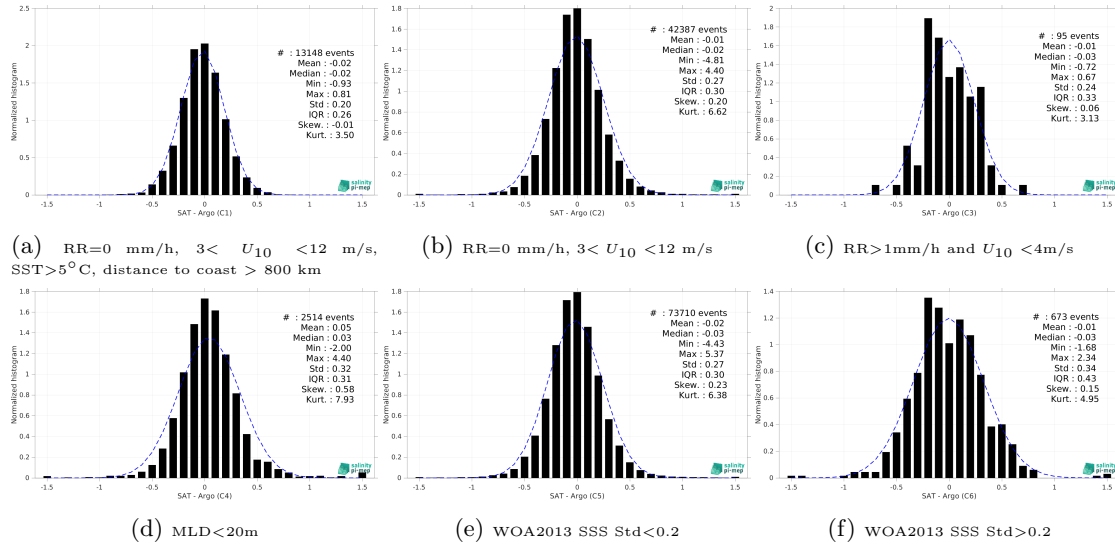 2.5
2
1.5
1
0.5
0
Normalized histogram
-1.5 -1 -0.5 0 0.5 1 1.5
SAT - Argo (C1)
# : 13148 events
Mean : -0.02
Median : -0.02
Min : -0.93
Max : 0.81
Std : 0.20
IQR : 0.26
Skew. : -0.01
Kurt. : 3.50
salinity
pi-mep
1.8
1.6
1.4
1.2
1
0.8
0.6
0.4
0.2
0
Normalized histogram
-1.5 -1 -0.5 0 0.5 1 1.5
SAT - Argo (C2)
# : 42387 events
Mean : -0.01
Median : -0.02
Min : -4.81
Max : 4.40
Std : 0.27
IQR : 0.30
Skew. : 0.20
Kurt. : 6.62
salinity
pi-mep
2
1.8
1.6
1.4
1.2
1
0.8
0.6
0.4
0.2
0
Normalized histogram
-1.5 -1 -0.5 0 0.5 1 1.5
SAT - Argo (C3)
# : 95 events
Mean : -0.01
Median : -0.03
Min : -0.72
Max : 0.67
Std : 0.24
IQR : 0.33
Skew. : 0.06
Kurt. : 3.13
salinity
pi-mep
(a) RR=0 mm/h, 3< U10 <12 m/s,
SST>5°C, distance to coast > 800 km
(b) RR=0 mm/h, 3< U10 <12 m/s
(c) RR>1mm/h and U10 <4m/s
1.8
1.6
1.4
1.2
1
0.8
0.6
0.4
0.2
0
Normalized histogram
-1.5 -1 -0.5 0 0.5 1 1.5
SAT - Argo (C4)
# : 2514 events
Mean : 0.05
Median : 0.03
Min : -2.00
Max : 4.40
Std : 0.32
IQR : 0.31
Skew. : 0.58
Kurt. : 7.93
salinity
pi-mep
1.8
1.6
1.4
1.2
1
0.8
0.6
0.4
0.2
0
Normalized histogram
-1.5 -1 -0.5 0 0.5 1 1.5
SAT - Argo (C5)
# : 73710 events
Mean : -0.02
Median : -0.03
Min : -4.43
Max : 5.37
Std : 0.27
IQR : 0.30
Skew. : 0.23
Kurt. : 6.38
salinity
pi-mep
1.4
1.2
1
0.8
0.6
0.4
0.2
0
Normalized histogram
-1.5 -1 -0.5 0 0.5 1 1.5
SAT - Argo (C6)
# : 673 events
Mean : -0.01
Median : -0.03
Min : -1.68
Max : 2.34
Std : 0.34
IQR : 0.43
Skew. : 0.15
Kurt. : 4.95
salinity
pi-mep
(d) MLD<20m
(e) WOA2013 SSS Std<0.2
(f) WOA2013 SSS Std>0.2